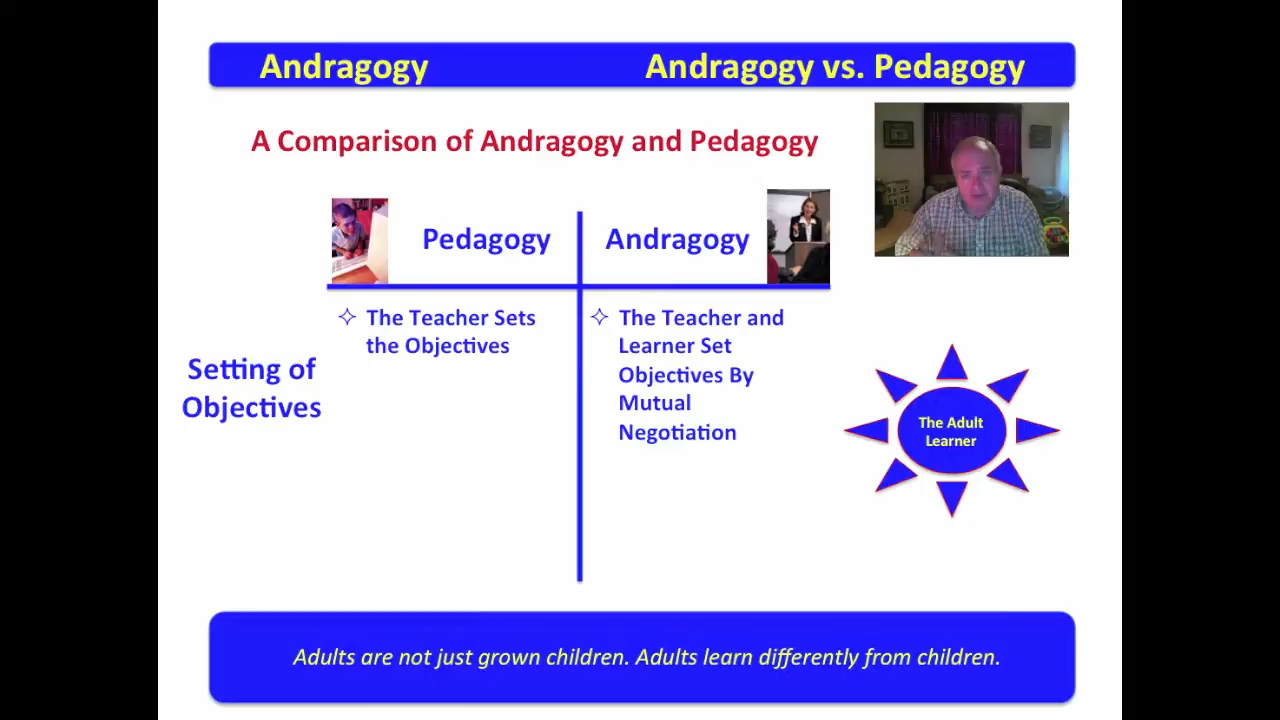 Andragogy
Andragogy vs. Pedagogy
A Comparison of Andragogy and Pedagogy
Pedagogy
Andragogy
Setting of
Objectives
✧ The Teacher Sets
the Objectives
✧ The Teacher and
Learner Set
Objectives By
Mutual
Negotiation
The Adult
Learner
Adults are not just grown children. Adults learn differently from children.